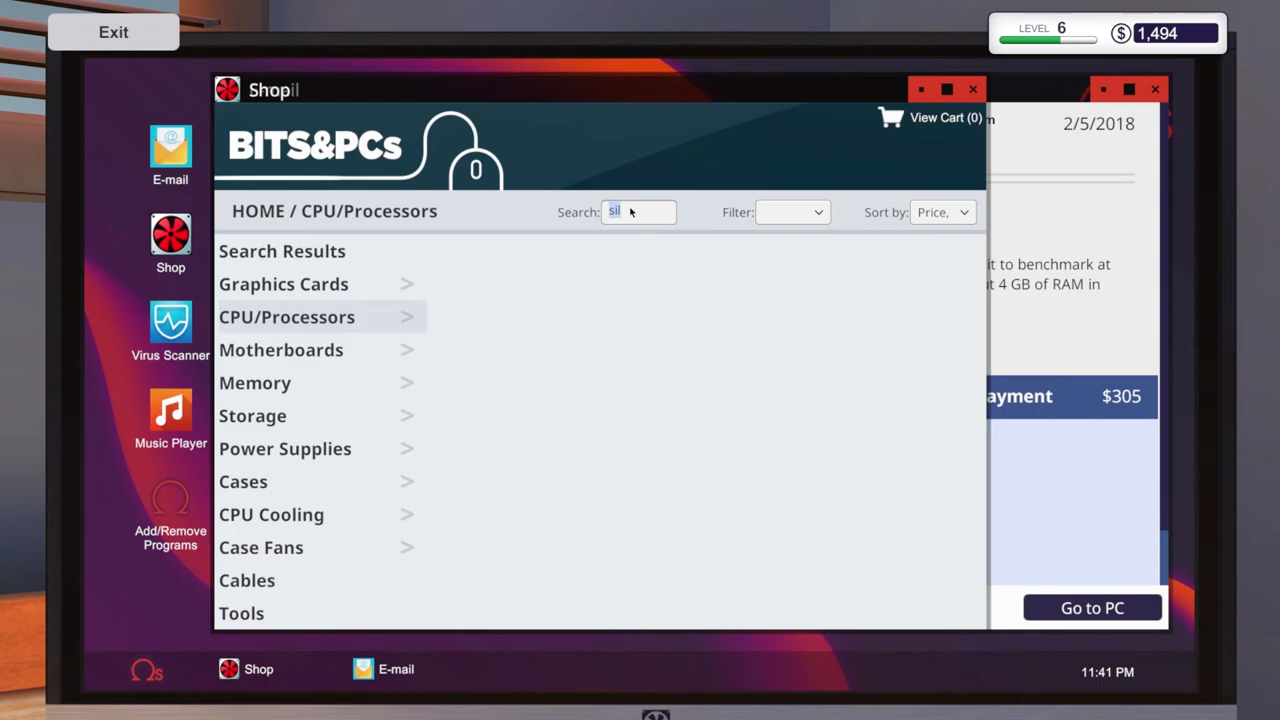 Exit
LEVEL 6
$ 1,494
Shopil
BITS&PCs
View Cart (0)
m
2/5/2018
E-mail
HOME / CPU/Processors
Search: sil
Filter:
Sort by: Price,
Shop
Search Results
Graphics Cards >
it to benchmark at
t 4 GB of RAM in
CPU/Processors >
Virus Scanner
Motherboards >
Memory >
ayment $305
Storage >
Music Player
Power Supplies >
Cases >
CPU Cooling >
Add/Remove
Programs
Case Fans >
Cables
Tools
Go to PC
Ωs
Shop
E-mail
11:41 PM